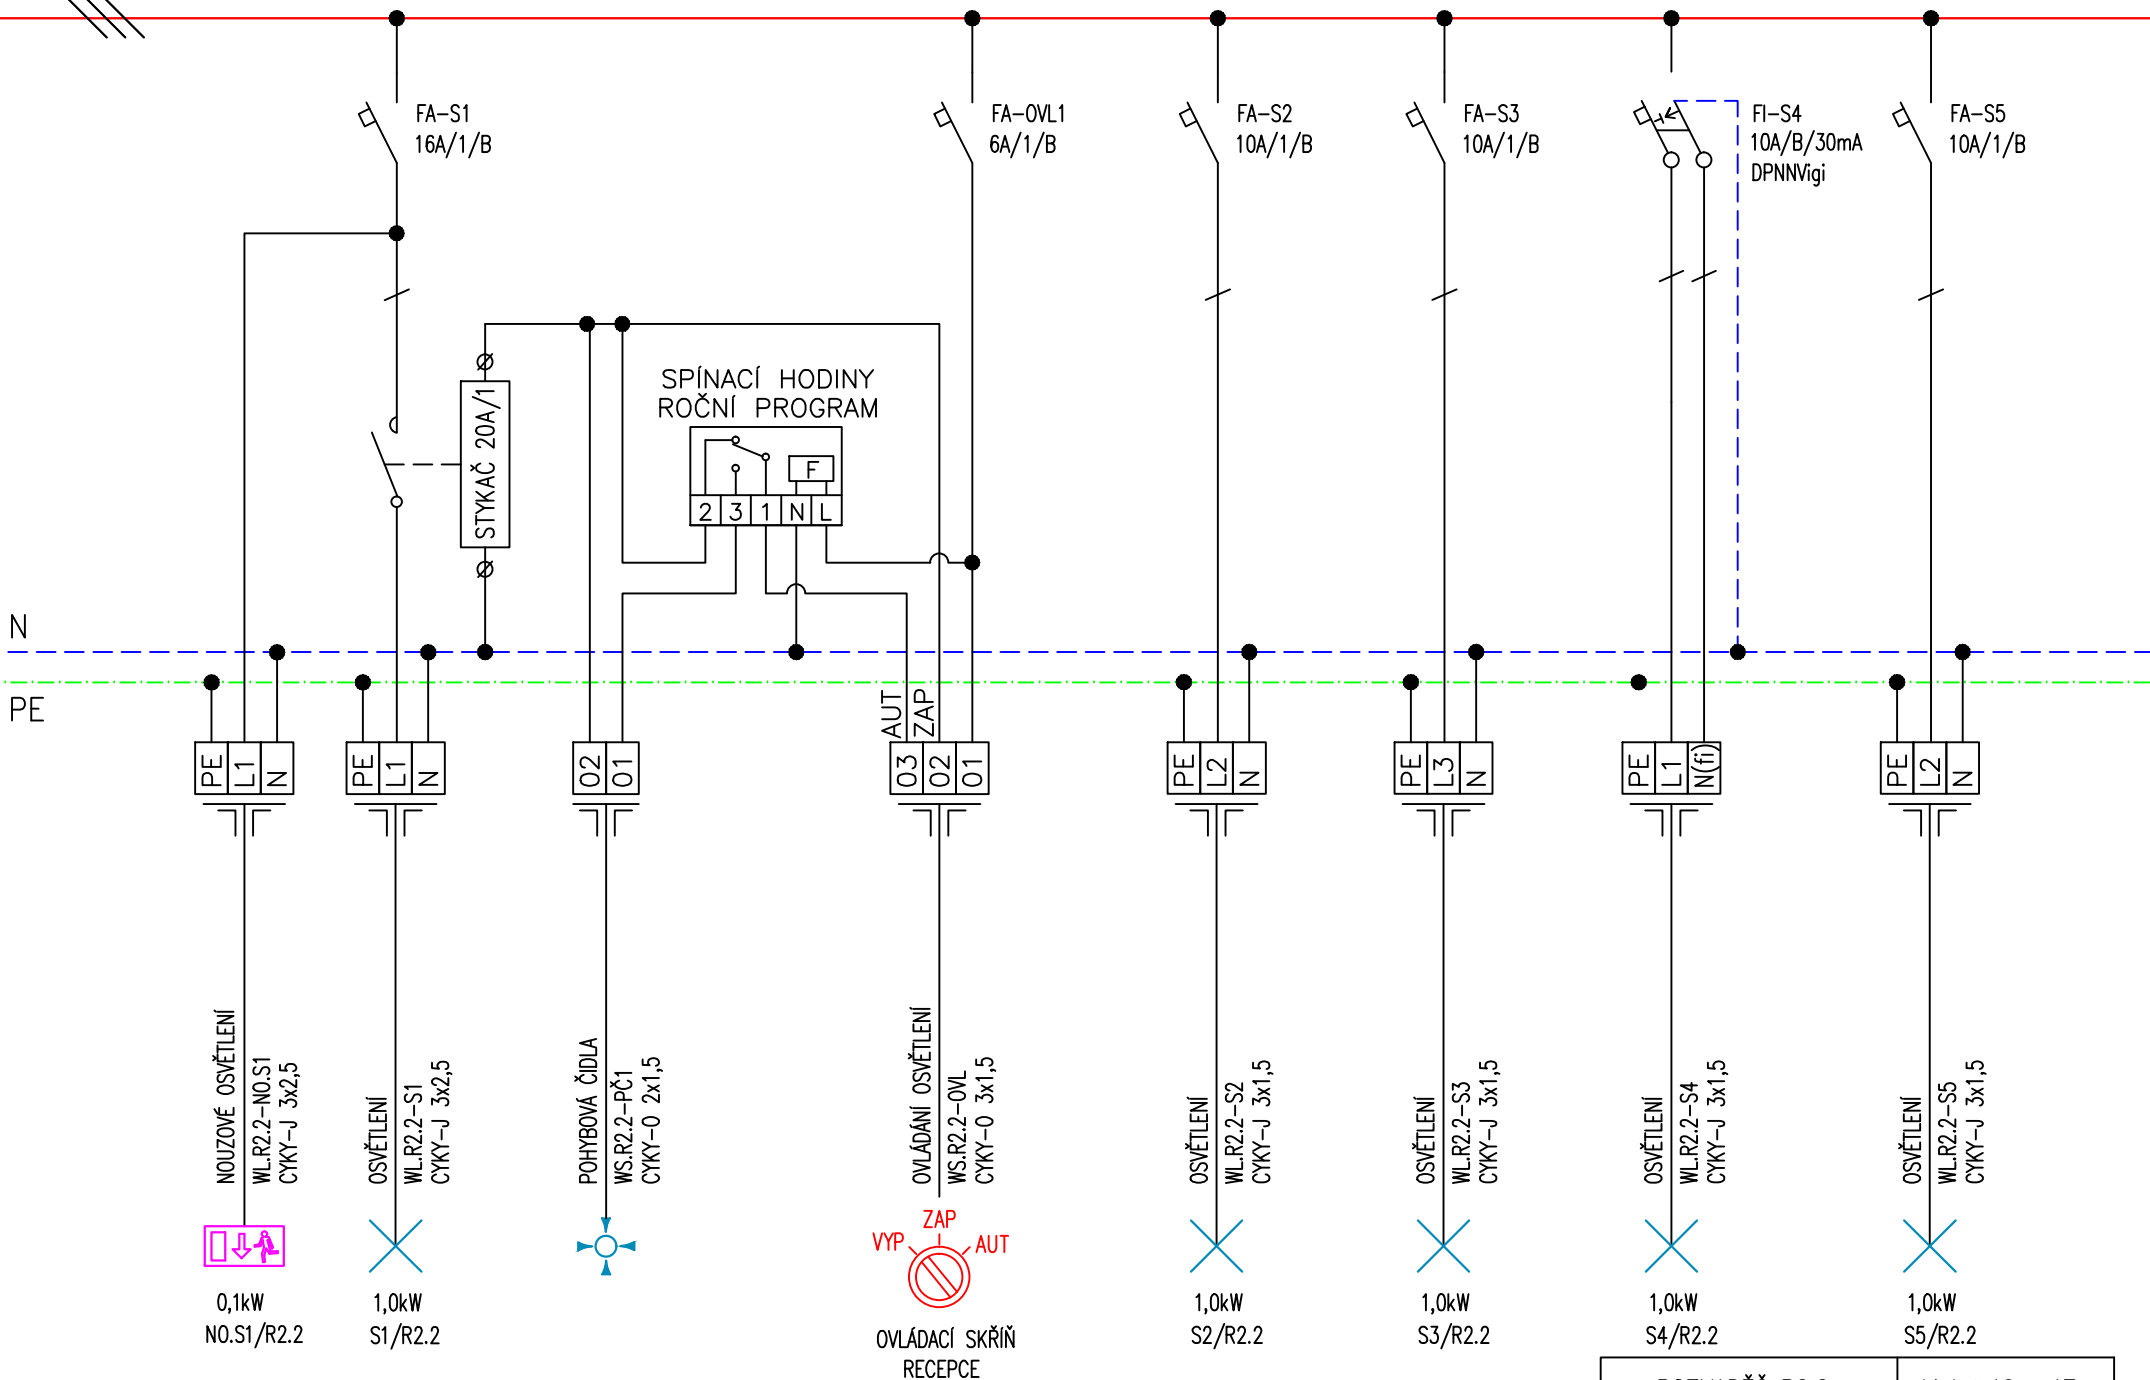 FA-S1
16A/1/B
FA-OVL1
6A/1/B
FA-S2
10A/1/B
FA-S3
10A/1/B
FI-S4
10A/B/30mA
DPNNVigi
FA-S5
10A/1/B
STYKAČ 20A/1
SPÍNACÍ HODINY
ROČNÍ PROGRAM
F
2 3 1 N L
N
PE
AUT
ZAP
PE L1 N
PE L1 N
O2 O1
O3 O2 O1
PE L2 N
PE L3 N
PE L1 N(fi)
PE L2 N
NOUZOVÉ OSVĚTLENÍ
WL.R2.2-NO.S1
CYKY-J 3x2,5
OSVĚTLENÍ
WL.R2.2-S1
CYKY-J 3x2,5
POHYBOVÁ ČIDLA
WS.R2.2-PČ1
CYKY-O 2x1,5
OVLÁDÁNÍ OSVĚTLENÍ
WS.R2.2-OVL
CYKY-O 3x1,5
OSVĚTLENÍ
WL.R2.2-S2
CYKY-J 3x1,5
OSVĚTLENÍ
WL.R2.2-S3
CYKY-J 3x1,5
OSVĚTLENÍ
WL.R2.2-S4
CYKY-J 3x1,5
OSVĚTLENÍ
WL.R2.2-S5
CYKY-J 3x1,5
0,1kW
NO.S1/R2.2
1,0kW
S1/R2.2
VYP ZAP AUT
OVLÁDACÍ SKŘÍŇ
RECEPCE
1,0kW
S2/R2.2
1,0kW
S3/R2.2
1,0kW
S4/R2.2
1,0kW
S5/R2.2